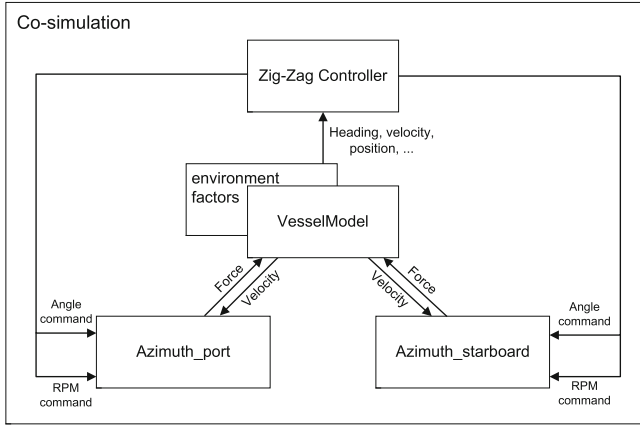 Co-simulation
Zig-Zag Controller
Heading, velocity,
position, ...
environment
factors
VesselModel
Force
Velocity
Velocity
Force
Angle
command
Azimuth_port
RPM
command
Azimuth_starboard
Angle
command
RPM
command